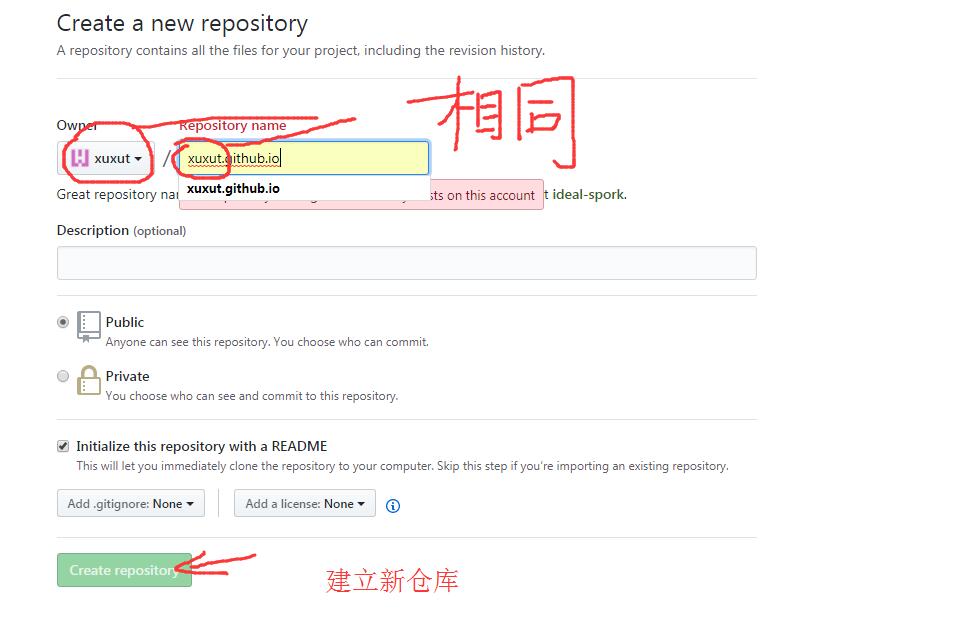 Create a new repository
A repository contains all the files for your project, including the revision history.
相同
Owner Repository name
xuxut / xuxut.github.io
xuxut.github.io
Great repository sts on this account t ideal-spork.
Description (optional)
Public
Anyone can see this repository. You choose who can commit.
Private
You choose who can see and commit to this repository.
Initialize this repository with a README
This will let you immediately clone the repository to your computer. Skip this step if you're importing an existing repository.
Add .gitignore: None Add a license: None
Create repository
建立新仓库